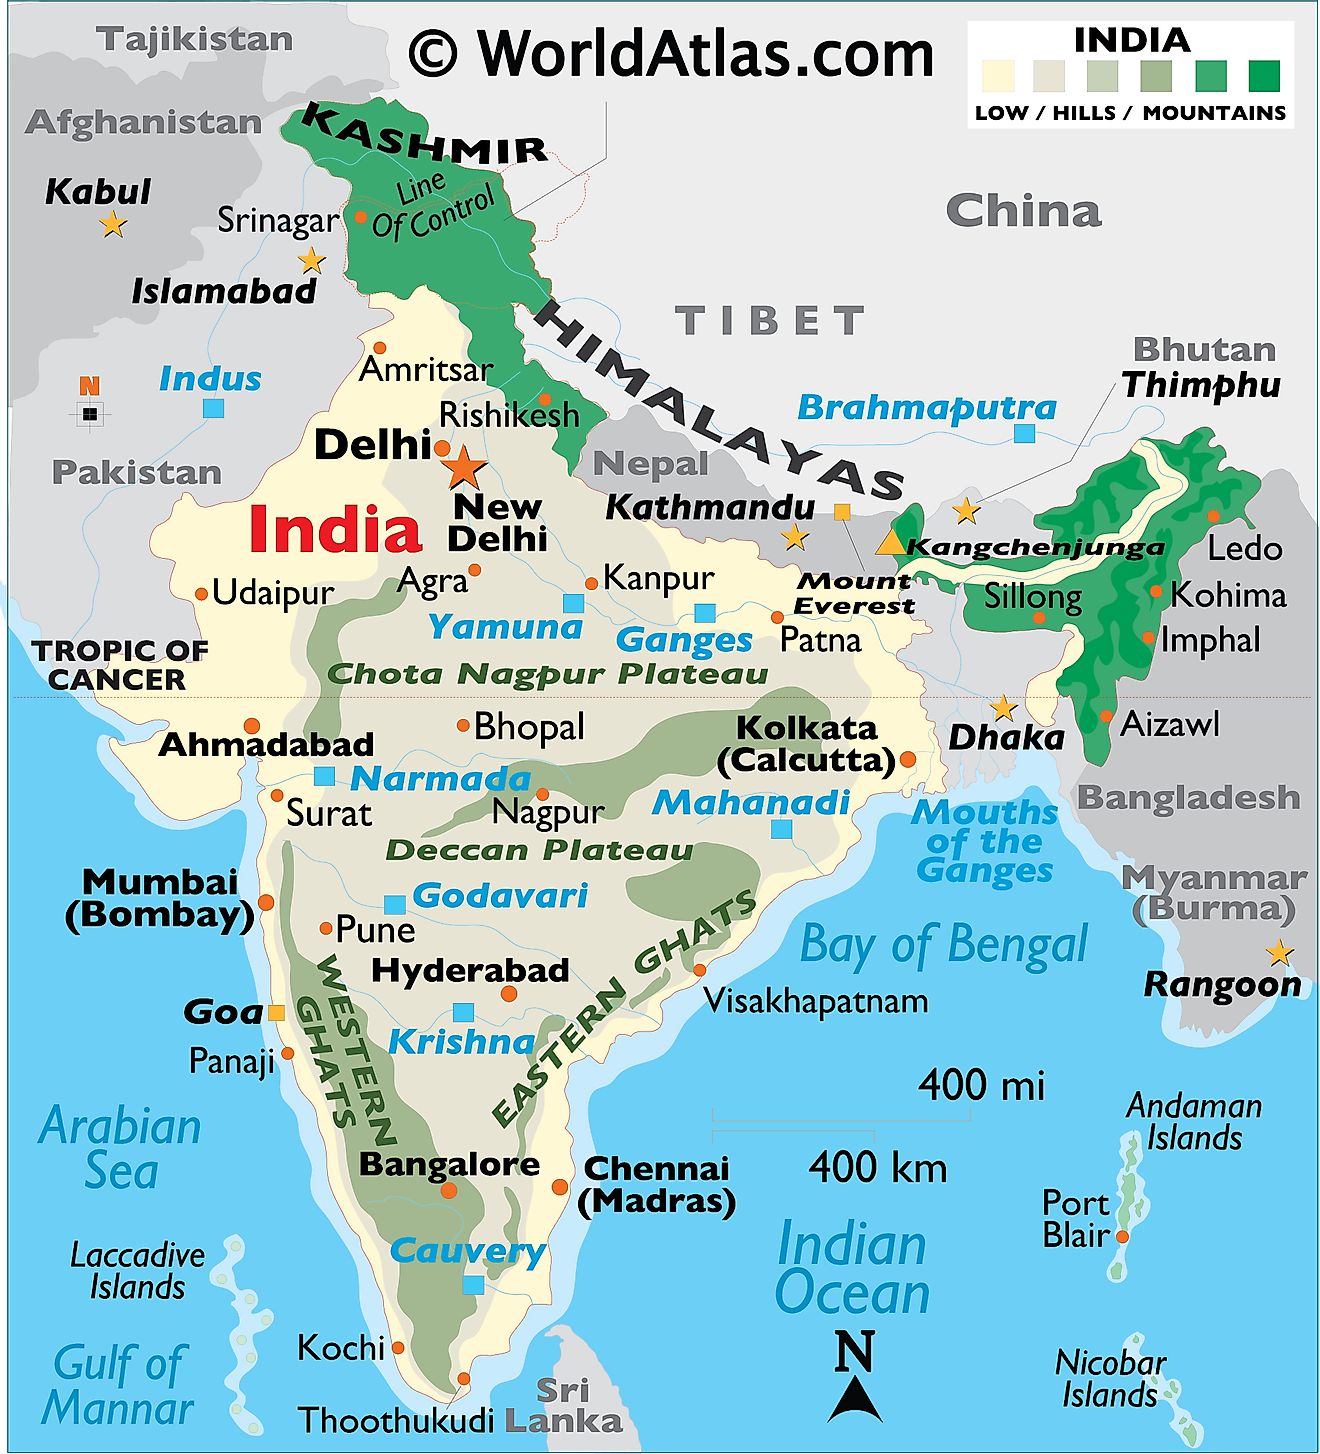 Tajikistan
© WorldAtlas.com
INDIA
LOW / HILLS / MOUNTAINS
Afghanistan
KASHMIR
Kabul
Line
Of Control
Srinagar
China
Islamabad
HIMALAYAS
TIBET
Bhutan
Thimphu
Amritsar
Indus
N
Rishikesh
Brahmaputra
Delhi
Pakistan
Nepal
Kathmandu
New
Delhi
India
Kangchenjunga
Ledo
Agra
Kanpur
Mount
Everest
Udaipur
Sillong
Kohima
Yamuna
Ganges
Patna
Imphal
TROPIC OF
CANCER
Chota Nagpur Plateau
Bhopal
Kolkata
(Calcutta)
Dhaka
Aizawl
Ahmadabad
Narmada
Mahanadi
Bangladesh
Surat
Nagpur
Mouths
of the
Ganges
Deccan Plateau
Mumbai
(Bombay)
Godavari
Myanmar
(Burma)
Pune
EASTERN GHATS
Bay of Bengal
Hyderabad
Rangoon
WESTERN
GHATS
Visakhapatnam
Goa
Krishna
Panaji
400 mi
Arabian
Sea
Andaman
Islands
Bangalore
Chennai
(Madras)
400 km
Port
Blair
Cauvery
Indian
Ocean
Laccadive
Islands
Kochi
N
Gulf of
Mannar
Nicobar
Islands
Thoothukudi
Sri
Lanka